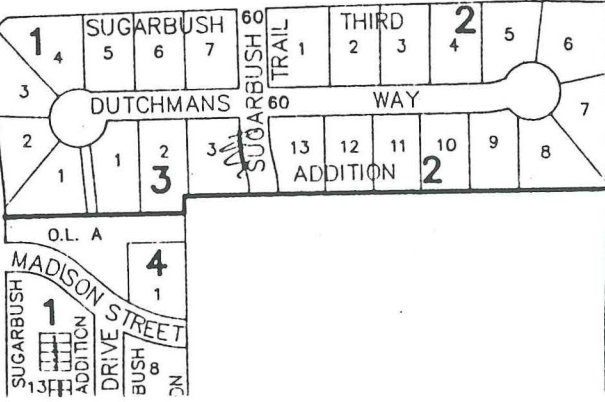 SUGARBUSH 60 THIRD 2
1 4 5 6 7 TRAIL 1 2 3 4 5 6
3 DUTCHMANS SUGARBUSH 60 WAY 7
2 1 1 2 3 13 12 11 10 9 8
3 ADDITION 2
O.L. A
4
MADISON STREET
1
SUGARBUSH 1 ADDITION DRIVE BUSH 8
13 ON